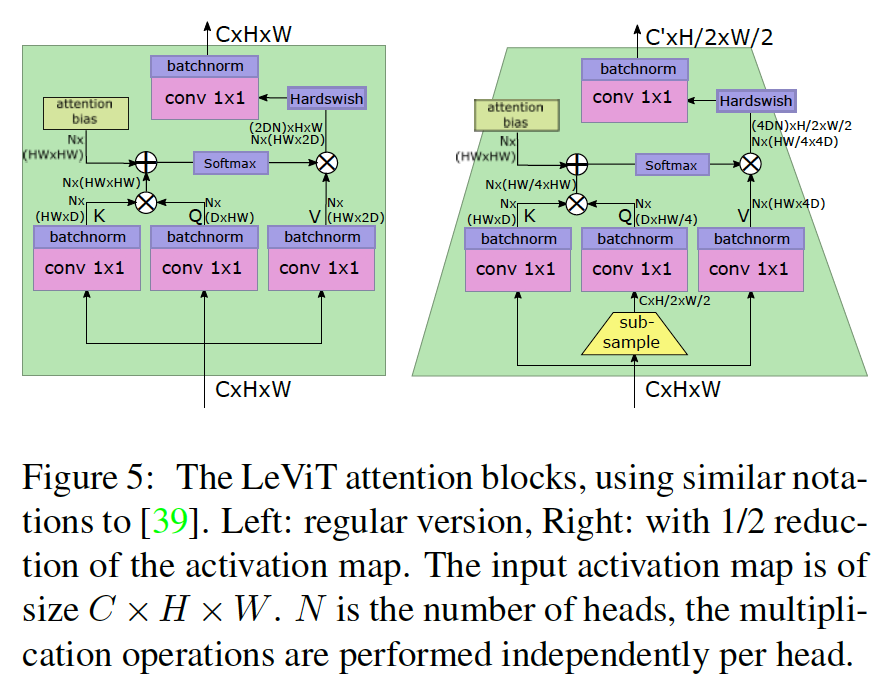 CxHxW
batchnorm
conv 1x1
Hardswish
attention
bias
(2DN)xHxW
Nx(HWx2D)
Nx
(HWxHW)
Softmax
Nx(HWxHW)
Nx
(HWxD)
K
Q
Nx
(DxHW)
V
Nx
(HWx2D)
batchnorm
conv 1x1
batchnorm
conv 1x1
batchnorm
conv 1x1
CxHxW
C'xH/2xW/2
batchnorm
conv 1x1
Hardswish
attention
bias
(4DN)xH/2xW/2
Nx(HW/4x4D)
Nx
(HWxHW)
Softmax
Nx(HW/4xHW)
Nx
(HWxD)
K
Q
Nx
(DxHW/4)
V
Nx(HWx4D)
batchnorm
conv 1x1
batchnorm
conv 1x1
batchnorm
conv 1x1
CxH/2xW/2
sub-
sample
CxHxW
Figure 5: The LeViT attention blocks, using similar nota-
tions to [39]. Left: regular version, Right: with 1/2 reduc-
tion of the activation map. The input activation map is of
size C × H × W. N is the number of heads, the multipli-
cation operations are performed independently per head.